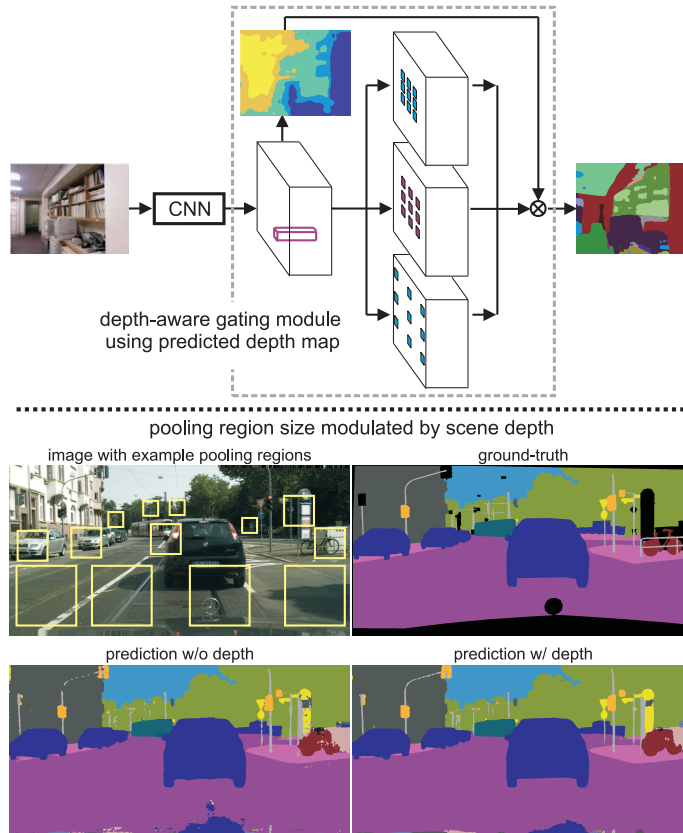 CNN
depth-aware gating module
using predicted depth map
pooling region size modulated by scene depth
image with example pooling regions
ground-truth
prediction w/o depth
prediction w/ depth